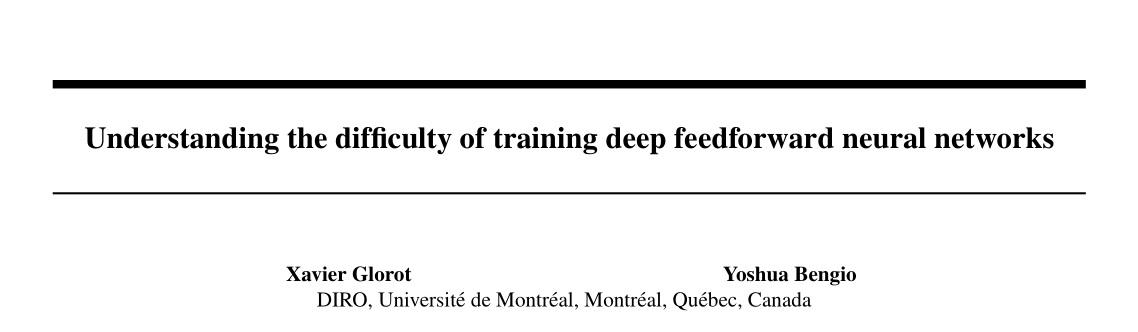 Understanding the difficulty of training deep feedforward neural networks
Xavier Glorot Yoshua Bengio
DIRO, Université de Montréal, Montréal, Québec, Canada